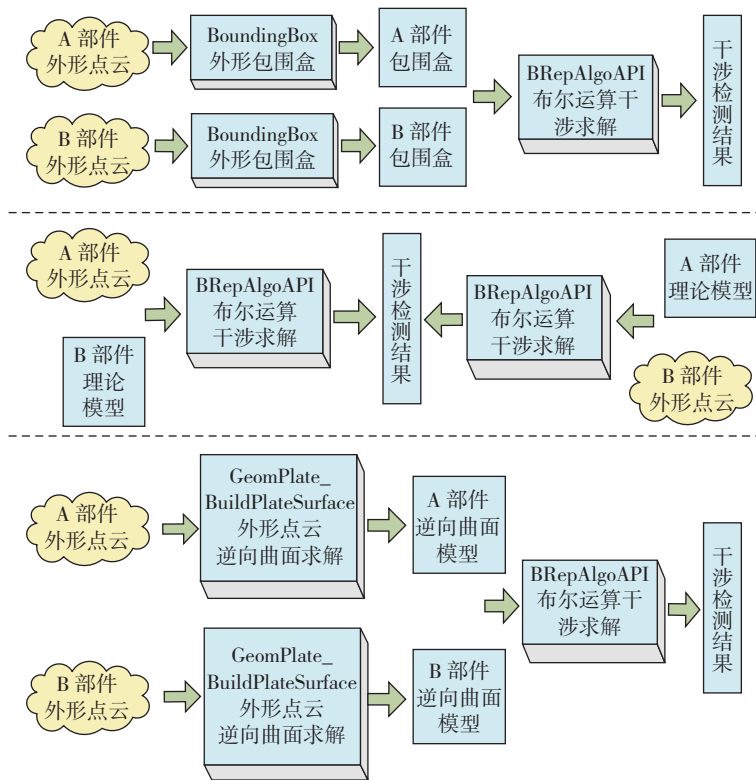 A 部件
外形点云
BoundingBox
外形包围盒
A 部件
包围盒
B 部件
外形点云
BoundingBox
外形包围盒
B 部件
包围盒
BRepAlgoAPI
布尔运算干
涉求解
干涉检测结果
A 部件
外形点云
B 部件
理论
模型
BRepAlgoAPI
布尔运算
干涉求解
干涉检测结果
BRepAlgoAPI
布尔运算
干涉求解
A 部件
理论模型
B 部件
外形点云
A 部件
外形点云
GeomPlate_
BuildPlateSurface
外形点云
逆向曲面求解
A 部件
逆向曲面
模型
B 部件
外形点云
GeomPlate_
BuildPlateSurface
外形点云
逆向曲面求解
B 部件
逆向曲面
模型
BRepAlgoAPI
布尔运算干
涉求解
干涉检测结果